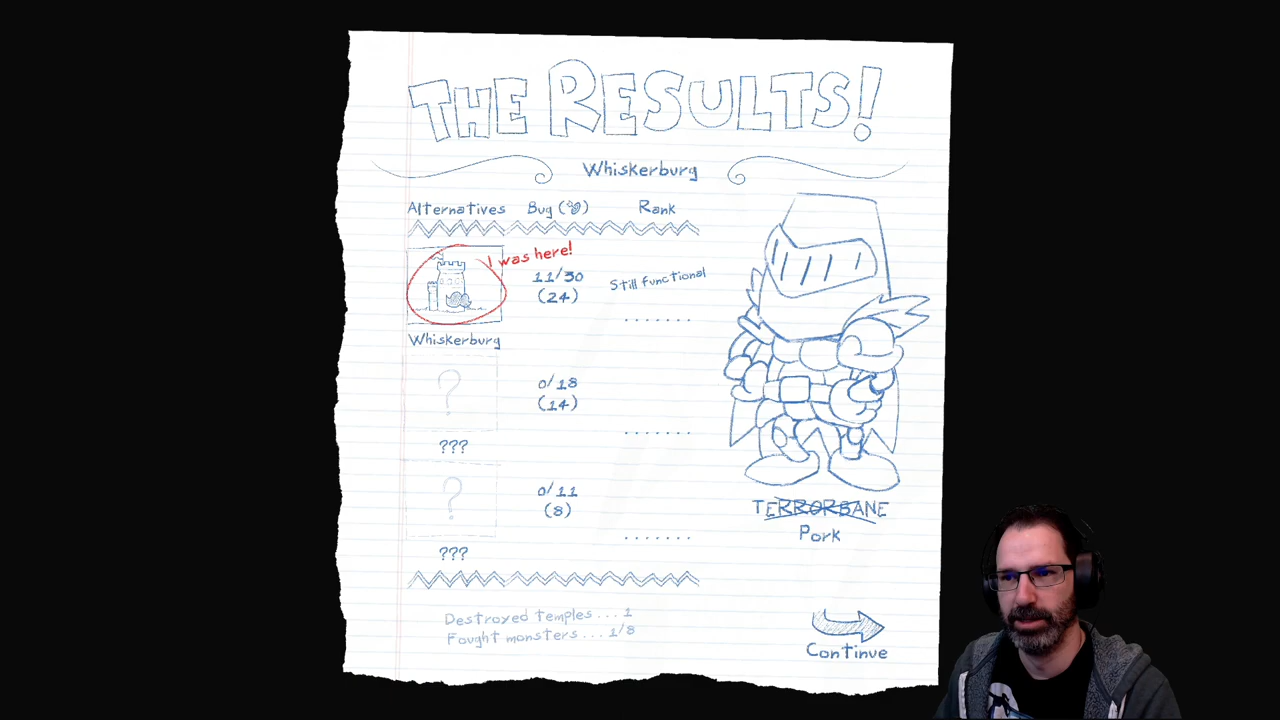 THE RESULTS!
Whiskerburg
Alternatives Bug ( ) Rank
I was here!
11/30 Still functional
(24)
.......
Whiskerburg
?
0/18
(14)
.......
???
?
0/11
(8)
.......
???
TERRORBANE
Pork
Destroyed temples ... 1
Fought monsters ... 1/8
Continue